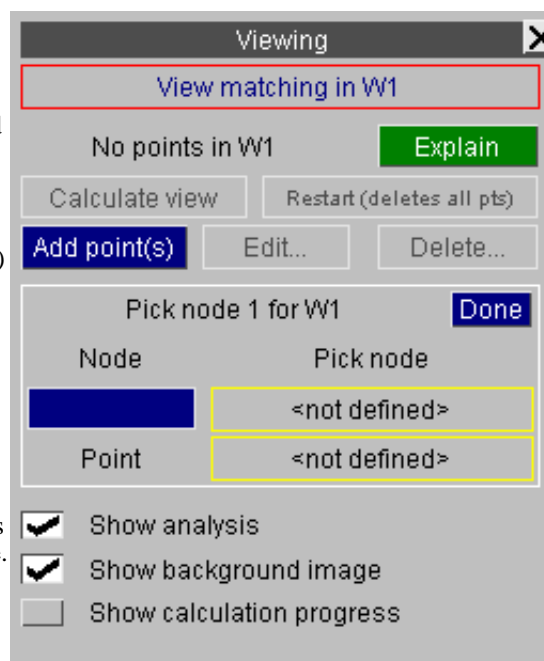 Viewing
View matching in W1
No points in W1 Explain
Calculate view Restart (deletes all pts)
Add point(s) Edit... Delete...
Pick node 1 for W1 Done
Node Pick node
<not defined>
Point <not defined>
Show analysis
Show background image
Show calculation progress